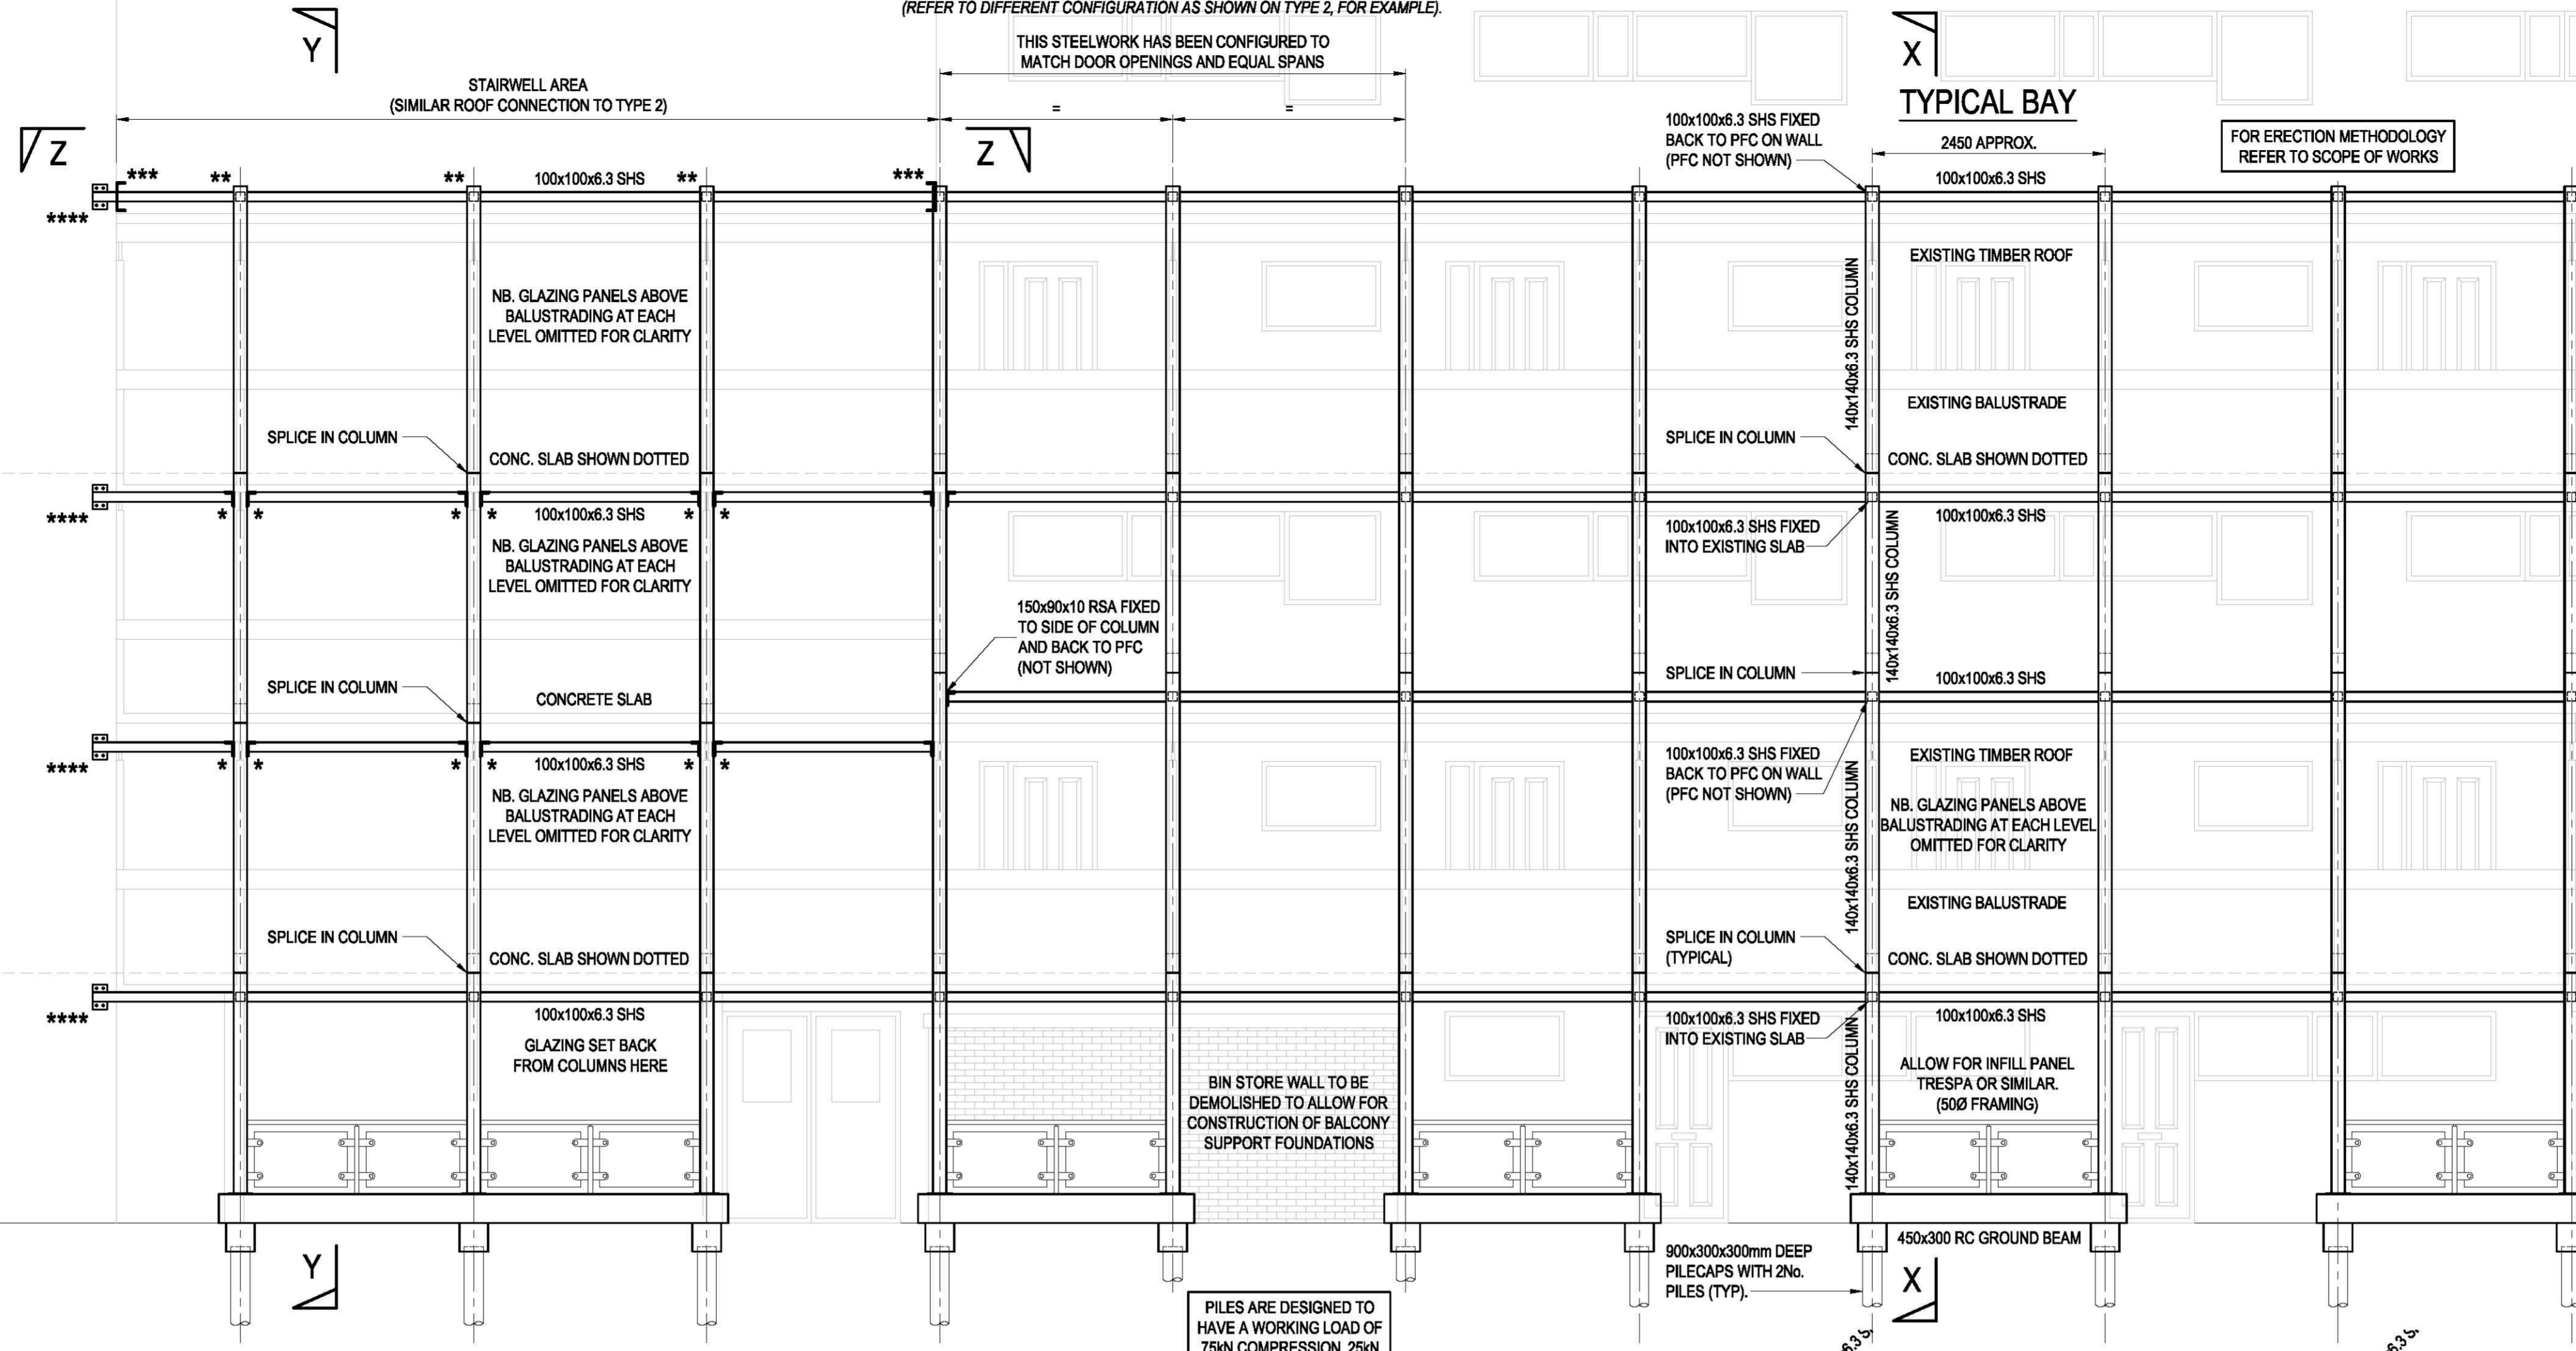 (REFER TO DIFFERENT CONFIGURATION AS SHOWN ON TYPE 2, FOR EXAMPLE).
Y
X
THIS STEELWORK HAS BEEN CONFIGURED TO
MATCH DOOR OPENINGS AND EQUAL SPANS
STAIRWELL AREA
(SIMILAR ROOF CONNECTION TO TYPE 2)
=
=
TYPICAL BAY
2450 APPROX.
FOR ERECTION METHODOLOGY
REFER TO SCOPE OF WORKS
Z
Z
100x100x6.3 SHS FIXED
BACK TO PFC ON WALL
(PFC NOT SHOWN)
***
**
**
100x100x6.3 SHS
**
***
100x100x6.3 SHS
****
NB. GLAZING PANELS ABOVE
BALUSTRADING AT EACH
LEVEL OMITTED FOR CLARITY
EXISTING TIMBER ROOF
140x140x6.3 SHS COLUMN
EXISTING BALUSTRADE
SPLICE IN COLUMN
CONC. SLAB SHOWN DOTTED
SPLICE IN COLUMN
CONC. SLAB SHOWN DOTTED
****
*
*
*
*
100x100x6.3 SHS
*
*
100x100x6.3 SHS FIXED
INTO EXISTING SLAB
100x100x6.3 SHS
140x140x6.3 SHS COLUMN
NB. GLAZING PANELS ABOVE
BALUSTRADING AT EACH
LEVEL OMITTED FOR CLARITY
150x90x10 RSA FIXED
TO SIDE OF COLUMN
AND BACK TO PFC
(NOT SHOWN)
SPLICE IN COLUMN
CONCRETE SLAB
SPLICE IN COLUMN
100x100x6.3 SHS
****
*
*
*
*
100x100x6.3 SHS
*
*
100x100x6.3 SHS FIXED
BACK TO PFC ON WALL
(PFC NOT SHOWN)
EXISTING TIMBER ROOF
NB. GLAZING PANELS ABOVE
BALUSTRADING AT EACH
LEVEL OMITTED FOR CLARITY
140x140x6.3 SHS COLUMN
NB. GLAZING PANELS ABOVE
BALUSTRADING AT EACH LEVEL
OMITTED FOR CLARITY
EXISTING BALUSTRADE
SPLICE IN COLUMN
CONC. SLAB SHOWN DOTTED
SPLICE IN COLUMN
(TYPICAL)
CONC. SLAB SHOWN DOTTED
****
100x100x6.3 SHS
GLAZING SET BACK
FROM COLUMNS HERE
100x100x6.3 SHS FIXED
INTO EXISTING SLAB
100x100x6.3 SHS
140x140x6.3 SHS COLUMN
ALLOW FOR INFILL PANEL
TRESPA OR SIMILAR.
(50Ø FRAMING)
BIN STORE WALL TO BE
DEMOLISHED TO ALLOW FOR
CONSTRUCTION OF BALCONY
SUPPORT FOUNDATIONS
450x300 RC GROUND BEAM
900x300x300mm DEEP
PILECAPS WITH 2No.
PILES (TYP).
Y
X
PILES ARE DESIGNED TO
HAVE A WORKING LOAD OF
75kN COMPRESSION, 25kN